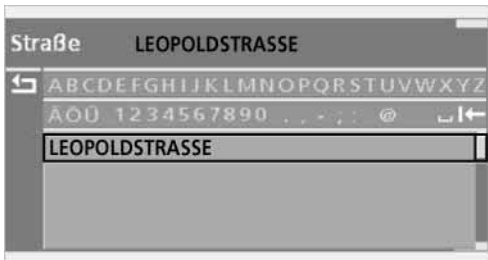 Straße LEOPOLDSTRASSE
ABCDEFGHIJKLMNOPQRSTUVWXYZ
ÄÖÜ 1234567890 . , - ; : @
LEOPOLDSTRASSE